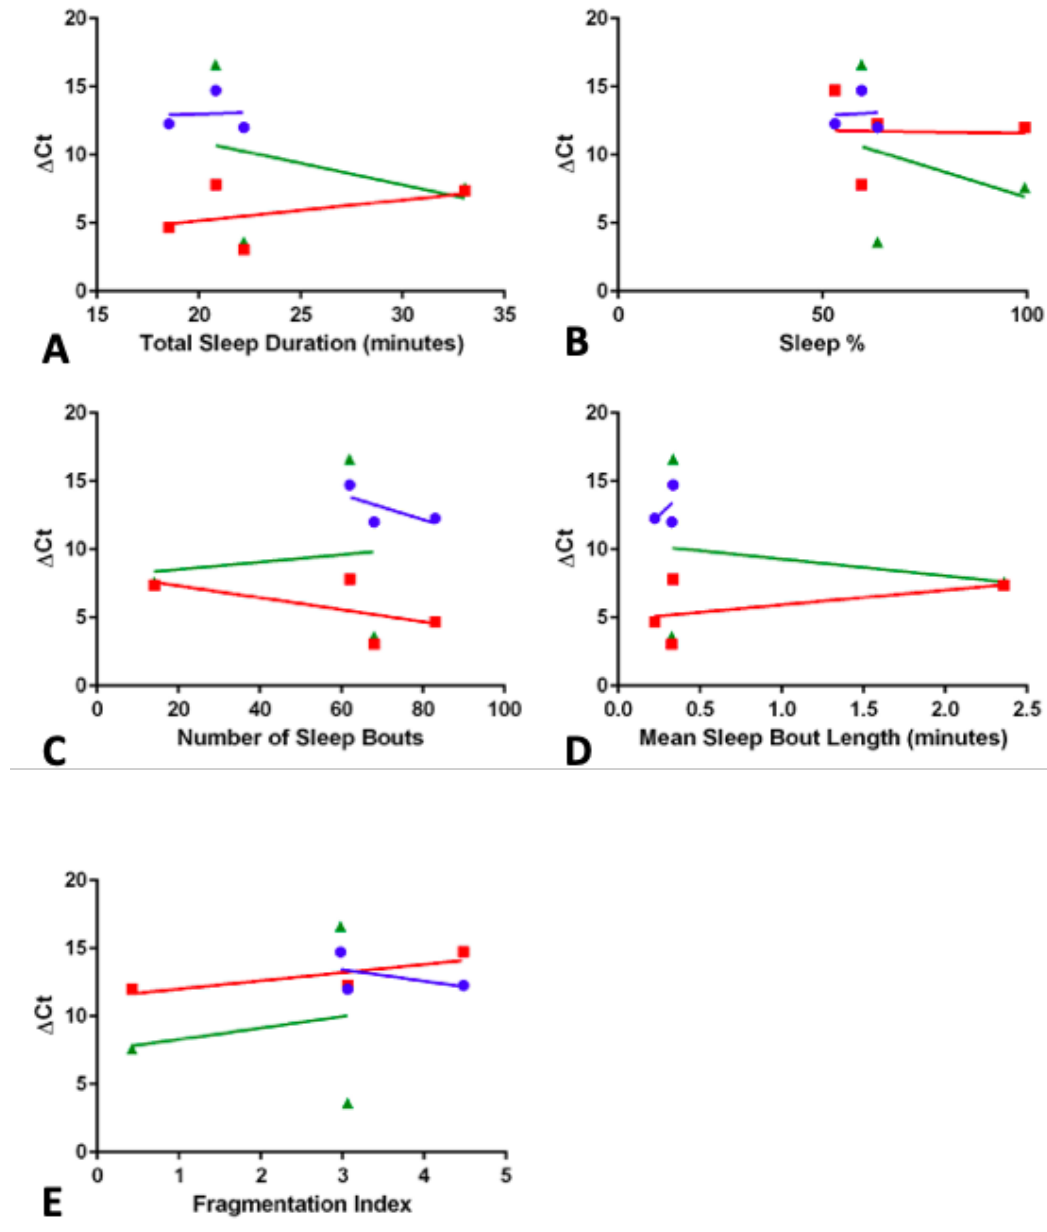 20
15
10
5
0
ΔCt
15 20 25 30 35
Total Sleep Duration (minutes)
A
20
15
10
5
0
ΔCt
0 50 100
Sleep %
B
20
15
10
5
0
ΔCt
0 20 40 60 80 100
Number of Sleep Bouts
C
20
15
10
5
0
ΔCt
0.0 0.5 1.0 1.5 2.0 2.5
Mean Sleep Bout Length (minutes)
D
20
15
10
5
0
ΔCt
0 1 2 3 4 5
Fragmentation Index
E